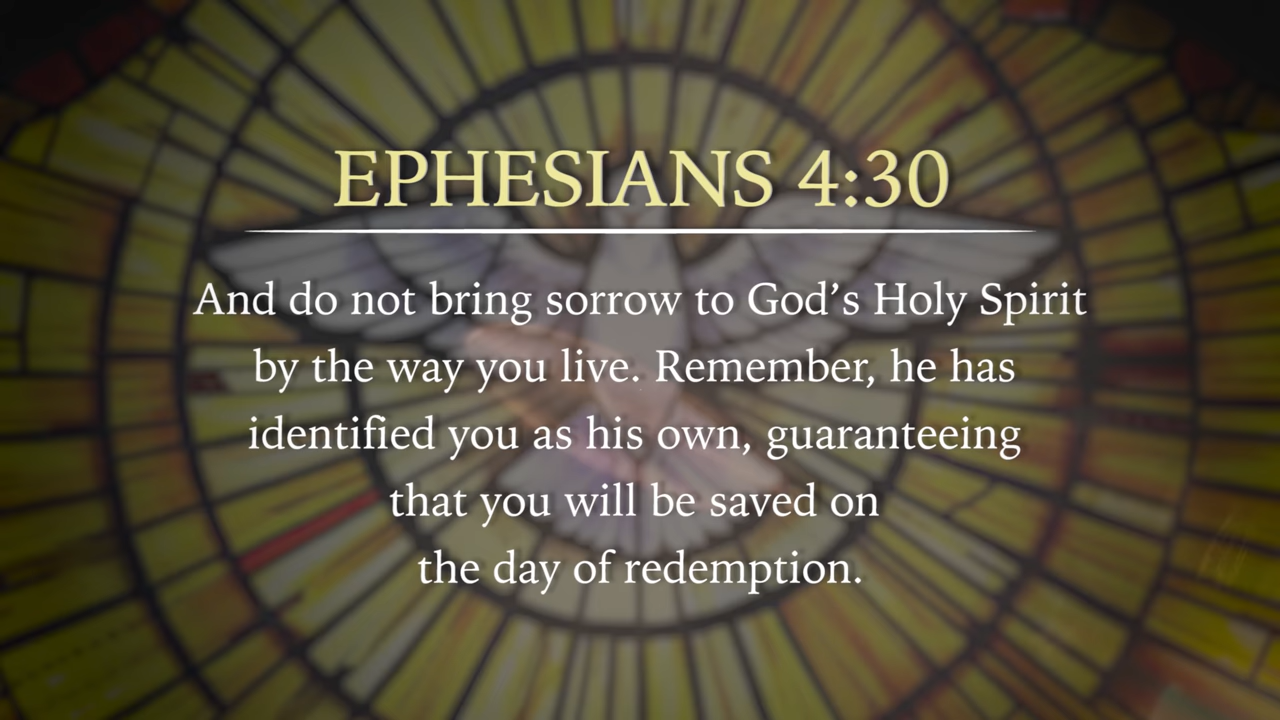 EPHESIANS 4:30
And do not bring sorrow to God’s Holy Spirit
by the way you live. Remember, he has
identified you as his own, guaranteeing
that you will be saved on
the day of redemption.